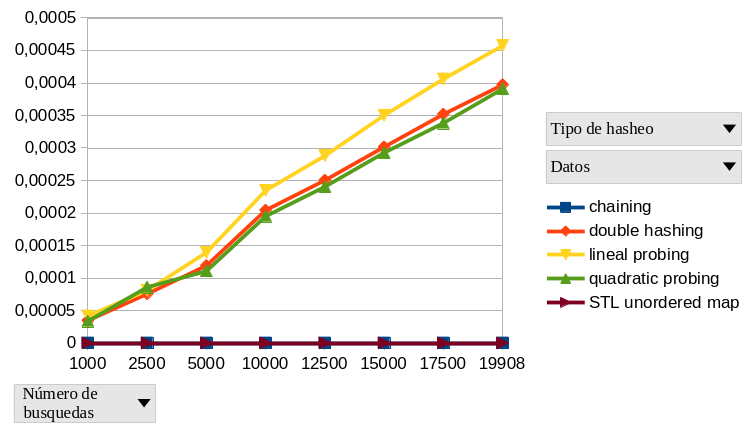 0,0005
0,00045
0,0004
0,00035
0,0003
0,00025
0,0002
0,00015
0,0001
0,00005
0
1000 2500 5000 10000 12500 15000 17500 19908
Número de
busquedas
Tipo de hasheo
Datos
chaining
double hashing
lineal probing
quadratic probing
STL unordered map